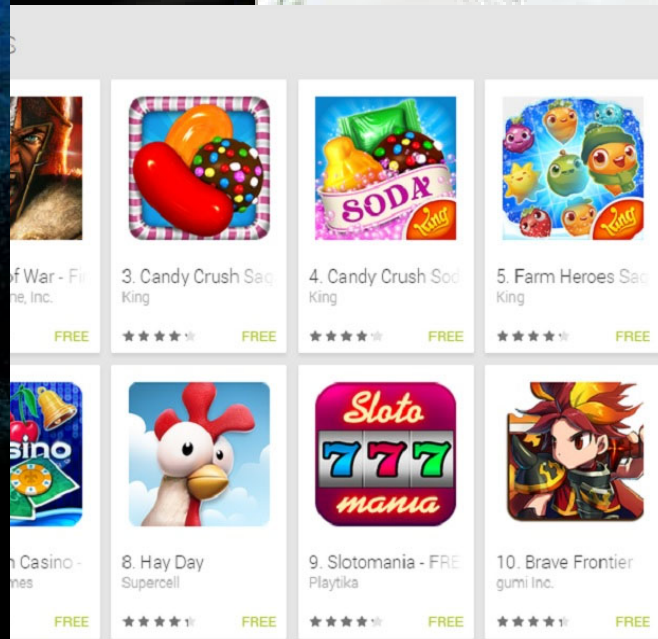 s
of War - Fi
ne, Inc.
FREE
3. Candy Crush Sag
King
FREE
SODA
King
4. Candy Crush Sod
King
FREE
King
5. Farm Heroes Sag
King
FREE
sino
n Casino -
mes
FREE
8. Hay Day
Supercell
FREE
Sloto
777
mania
9. Slotomania - FRE
Playtika
FREE
10. Brave Frontier
gumi Inc.
FREE